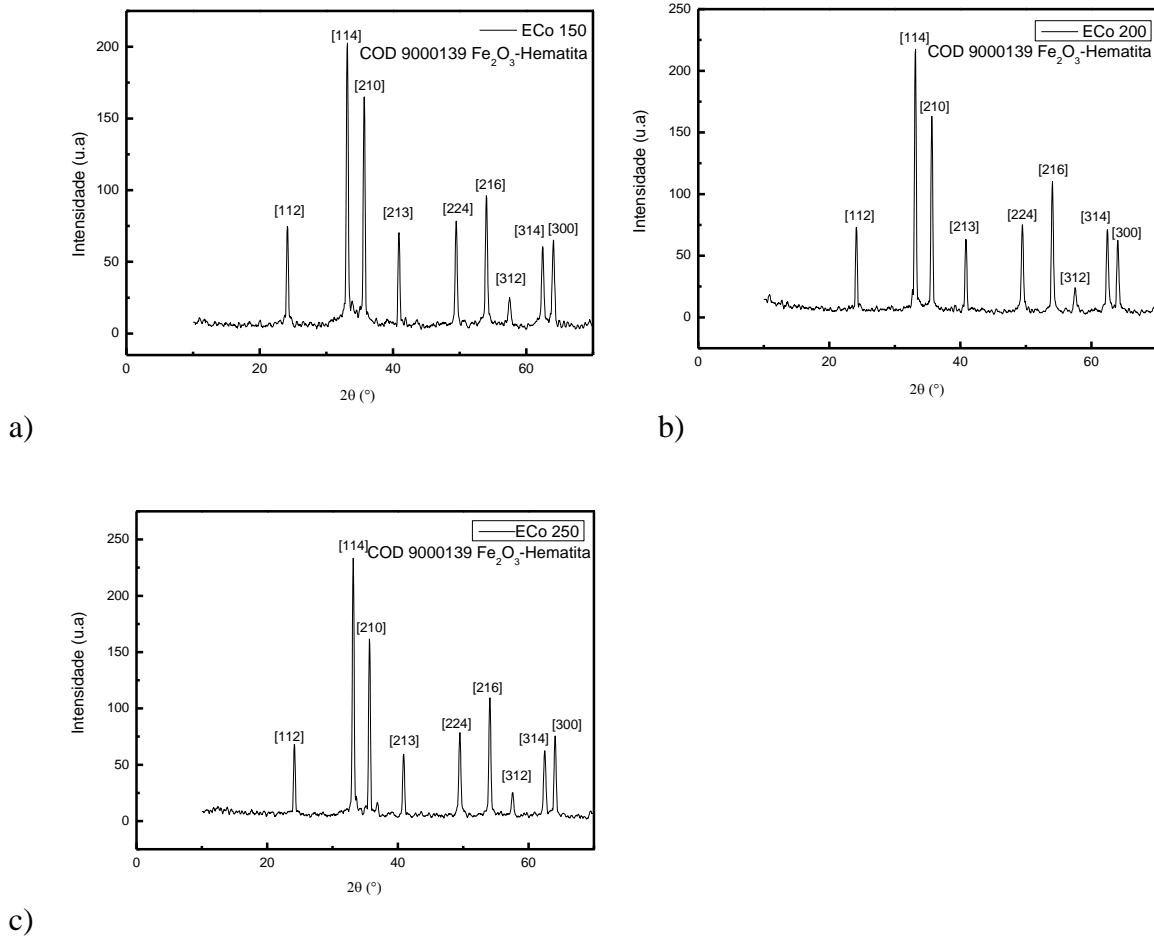 ECo 150
COD 9000139 Fe₂O₃-Hematita
[114]
[210]
[112]
[213]
[224]
[216]
[312]
[314]
[300]
200
150
100
50
0
Intensidade (u.a)
0 20 40 60
2θ (°)
a)
ECo 200
COD 9000139 Fe₂O₃-Hematita
[114]
[210]
[112]
[213]
[224]
[216]
[312]
[314]
[300]
250
200
150
100
50
0
Intensidade (u.a)
0 20 40 60
2θ (°)
b)
ECo 250
COD 9000139 Fe₂O₃-Hematita
[114]
[210]
[112]
[213]
[224]
[216]
[312]
[314]
[300]
250
200
150
100
50
0
Intensidade (u.a)
0 20 40 60
2θ (°)
c)